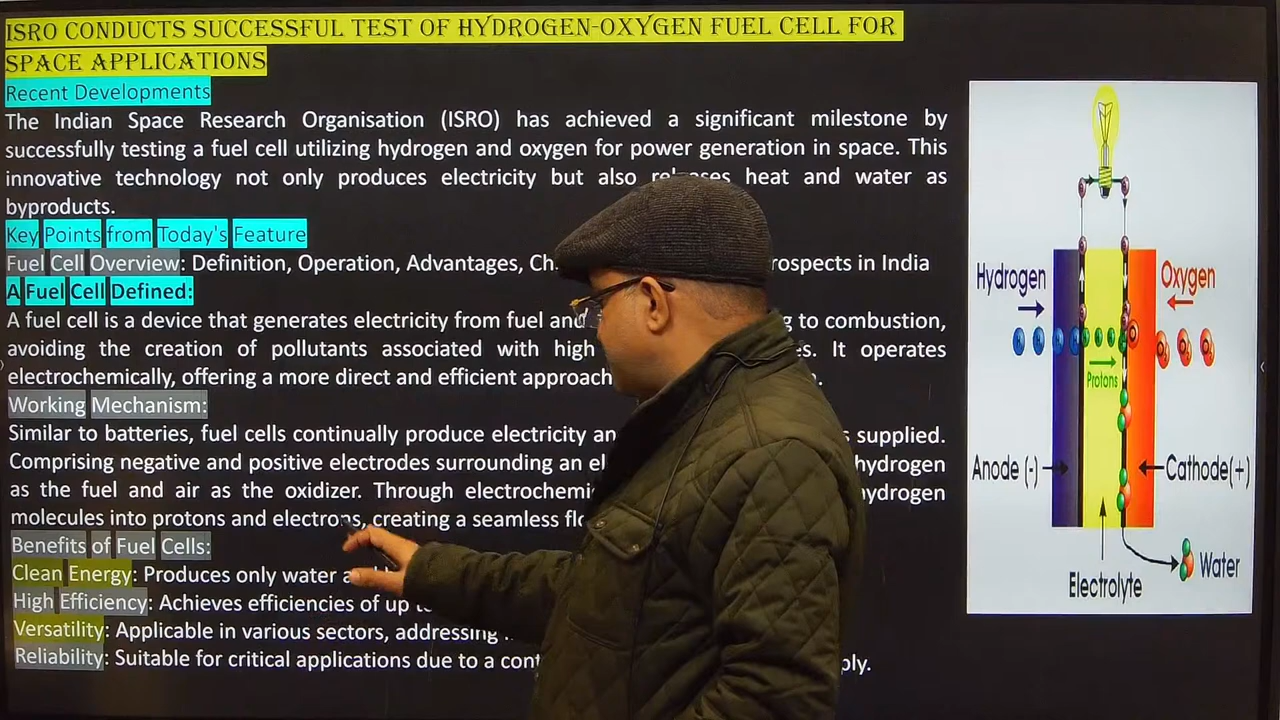 ISRO CONDUCTS SUCCESSFUL TEST OF HYDROGEN-OXYGEN FUEL CELL FOR
SPACE APPLICATIONS
Recent Developments
The Indian Space Research Organisation (ISRO) has achieved a significant milestone by
successfully testing a fuel cell utilizing hydrogen and oxygen for power generation in space. This
innovative technology not only produces electricity but also releases heat and water as
byproducts.
Key Points from Today's Feature
Fuel Cell Overview: Definition, Operation, Advantages, in India
A Fuel Cell Defined:
A fuel cell is a device that generates electricity from fuel and to combustion,
avoiding the creation of pollutants associated with high It operates
electrochemically, offering a more direct and efficient approach
Working Mechanism:
Similar to batteries, fuel cells continually produce electricity supplied.
Comprising negative and positive electrodes surrounding an hydrogen
as the fuel and air as the oxidizer. Through hydrogen
molecules into protons and electrons, creating a seamless
Benefits of Fuel Cells:
Clean Energy: Produces only water
High Efficiency: Achieves efficiencies of up
Versatility: Applicable in various sectors, addressing
Reliability: Suitable for critical applications due to a
Hydrogen
Oxygen
Protons
Anode (-)
Cathode(+)
Electrolyte
Water